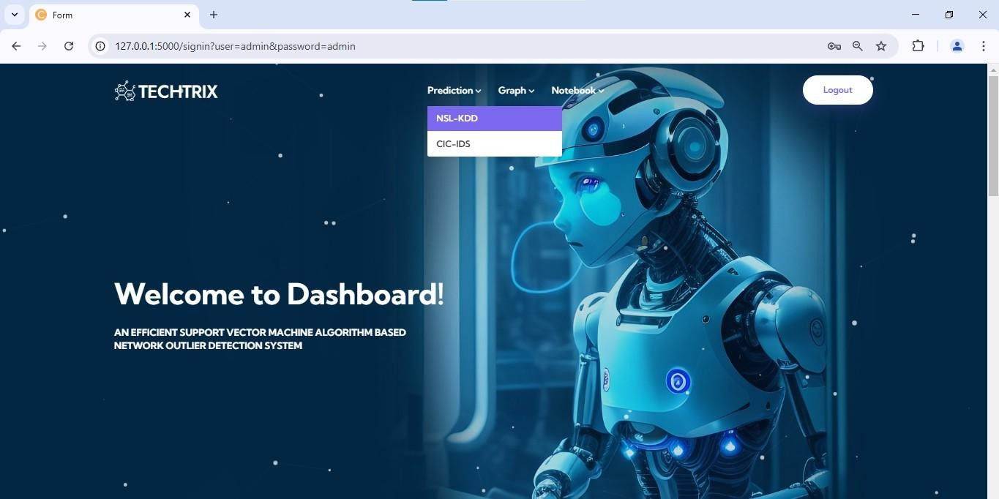 Form
127.0.0.1:5000/signin?user=admin&password=admin
TECHTRIX
Prediction
Graph
Notebook
Logout
NSL-KDD
CIC-IDS
Welcome to Dashboard!
AN EFFICIENT SUPPORT VECTOR MACHINE ALGORITHM BASED
NETWORK OUTLIER DETECTION SYSTEM